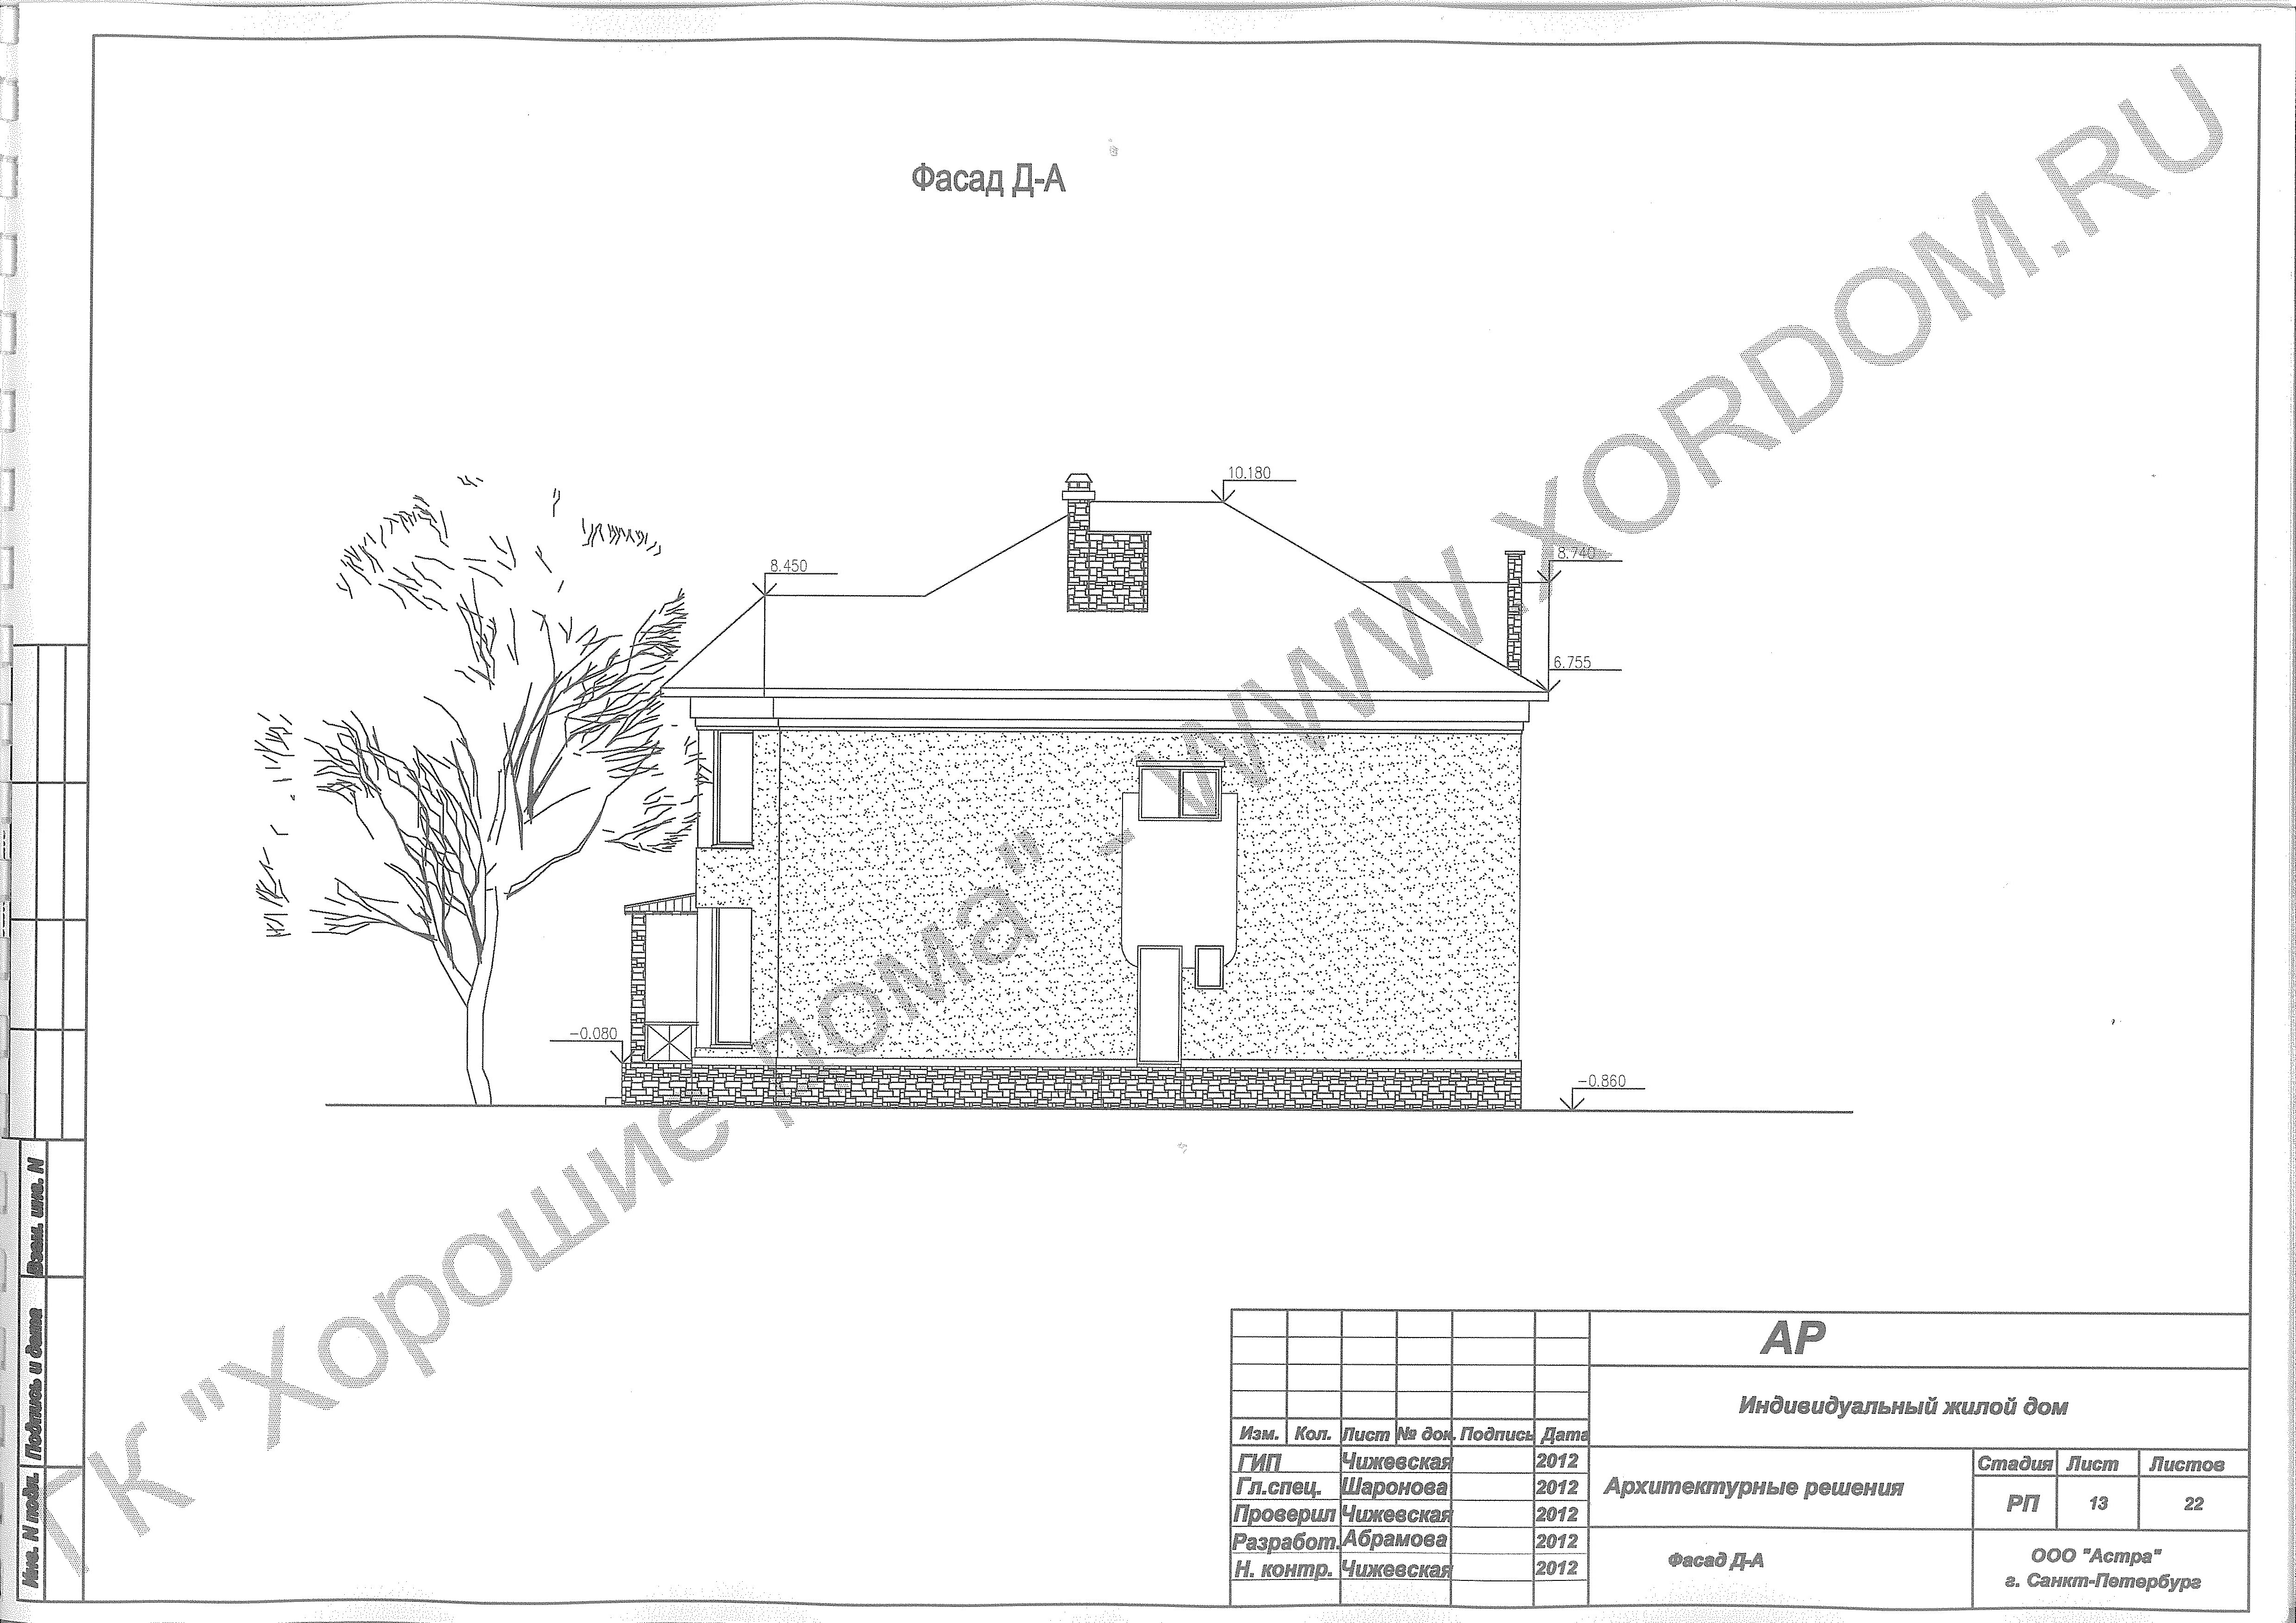 Фасад Д-А
10.180
8.740
8.450
6.755
-0.080
-0.860
ГК "Хорошие дома" - WWW.XORDOM.RU
Взам. инв. N
Подпись и дата
Инв. N подл.
АР
Индивидуальный жилой дом
Изм. Кол. Лист № док. Подпись Дата
ГИП Чижевская 2012
Гл.спец. Шаронова 2012
Проверил Чижевская 2012
Разработ. Абрамова 2012
Н. контр. Чижевская 2012
Архитектурные решения
Стадия Лист Листов
РП 13 22
Фасад Д-А
ООО "Астра"
г. Санкт-Петербург